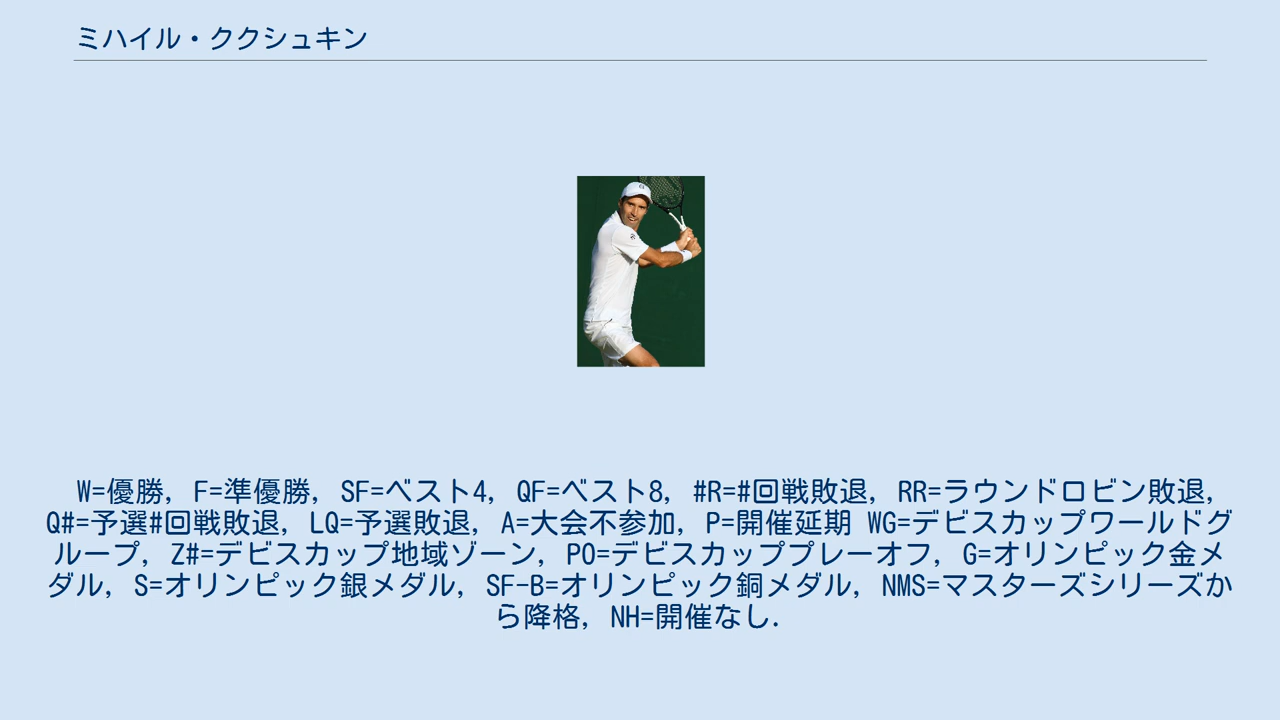 ミハイル・ククシュキン
W=優勝, F=準優勝, SF=ベスト4, QF=ベスト8, #R=#回戦敗退, RR=ラウンドロビン敗退,
Q#=予選#回戦敗退, LQ=予選敗退, A=大会不参加, P=開催延期 WG=デビスカップワールドグ
ループ, Z#=デビスカップ地域ゾーン, PO=デビスカッププレーオフ, G=オリンピック金メ
ダル, S=オリンピック銀メダル, SF-B=オリンピック銅メダル, NMS=マスターズシリーズか
ら降格, NH=開催なし.